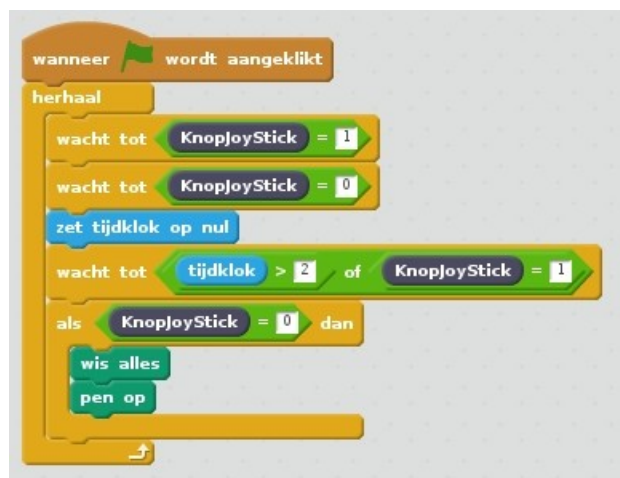 wanneer wordt aangeklikt
herhaal
wacht tot KnopJoyStick = 1
wacht tot KnopJoyStick = 0
zet tijdklok op nul
wacht tot tijdklok > 2 of KnopJoyStick = 1
als KnopJoyStick = 0 dan
wis alles
pen op